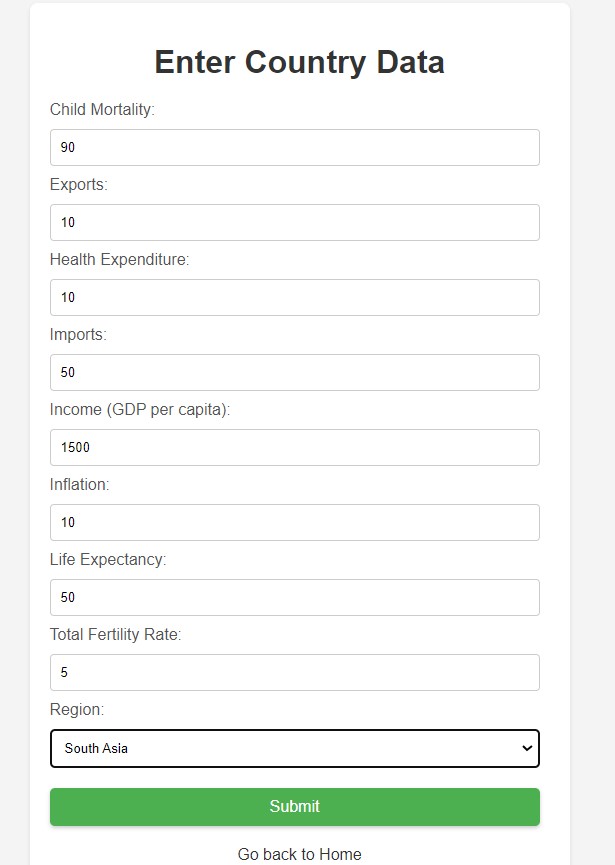 Enter Country Data
Child Mortality:
90
Exports:
10
Health Expenditure:
10
Imports:
50
Income (GDP per capita):
1500
Inflation:
10
Life Expectancy:
50
Total Fertility Rate:
5
Region:
South Asia
Submit
Go back to Home